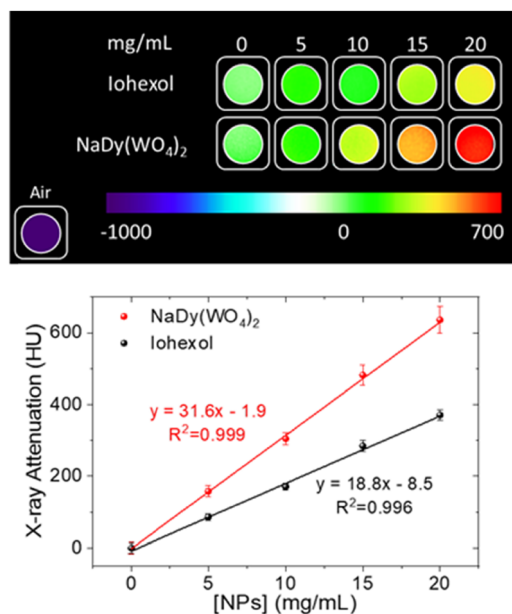 mg/mL 0 5 10 15 20
Iohexol
NaDy(WO₄)₂
Air
-1000 0 700
NaDy(WO₄)₂
Iohexol
600
400
200
0
X-ray Attenuation (HU)
y = 31.6x - 1.9
R²=0.999
y = 18.8x - 8.5
R²=0.996
0 5 10 15 20
[NPs] (mg/mL)